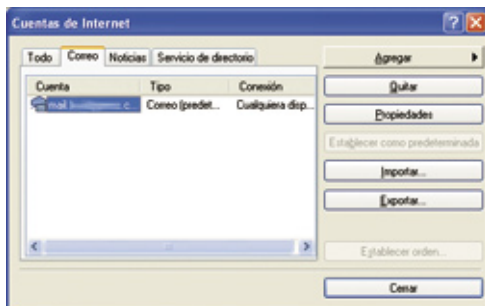 Cuentas de Internet
Todo Correo Noticias Servicio de directorio
Cuenta Tipo Conexión
mail Correo (predet... Cualquiera disp...
Agregar
Quitar
Propiedades
Establecer como predeterminada
Importar...
Exportar...
Establecer orden...
Cerrar